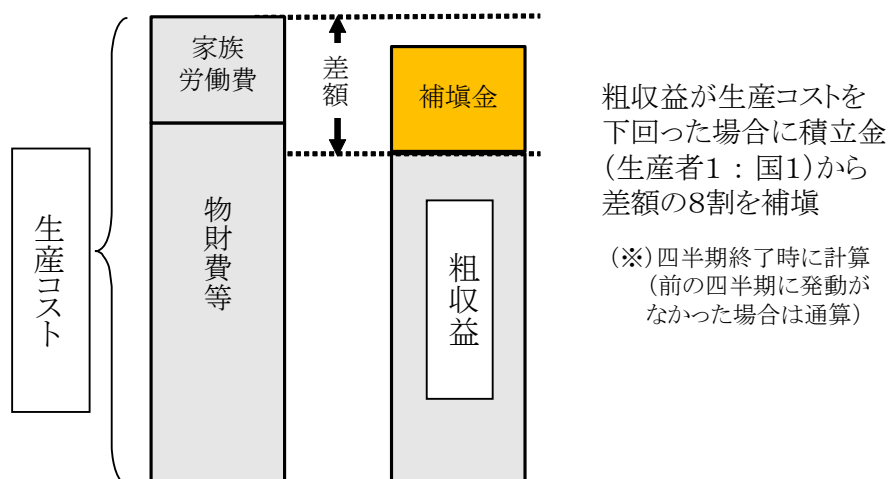 家族
労働費
差額
補塡金
粗収益が生産コストを
下回った場合に積立金
（生産者１：国１）から
差額の８割を補塡
生産コスト
物財費等
粗収益
（※）四半期終了時に計算
（前の四半期に発動が
なかった場合は通算）